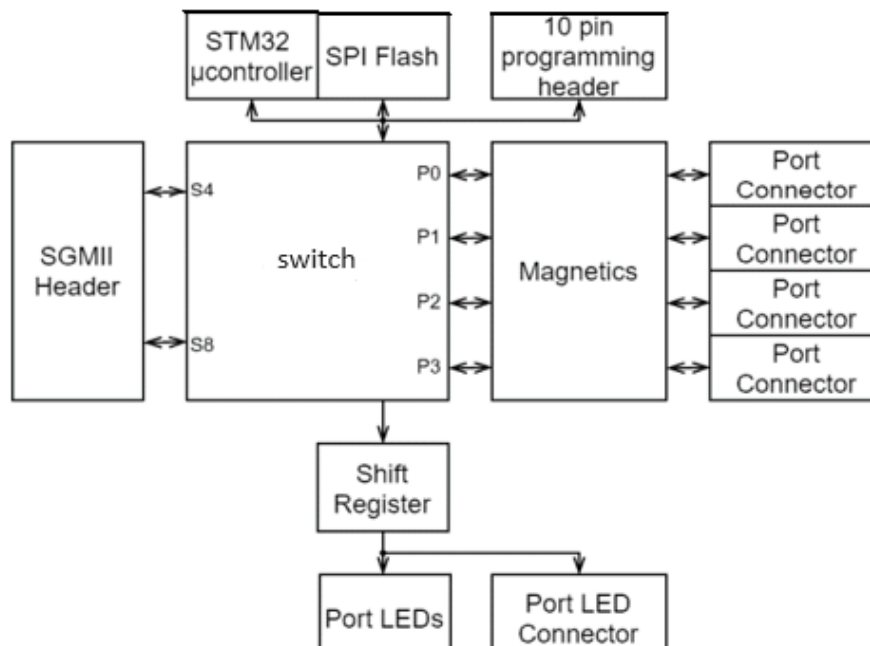 STM32
µcontroller
SPI Flash
10 pin
programming
header
SGMII
Header
S4
S8
switch
P0
P1
P2
P3
Magnetics
Port
Connector
Port
Connector
Port
Connector
Port
Connector
Shift
Register
Port LEDs
Port LED
Connector